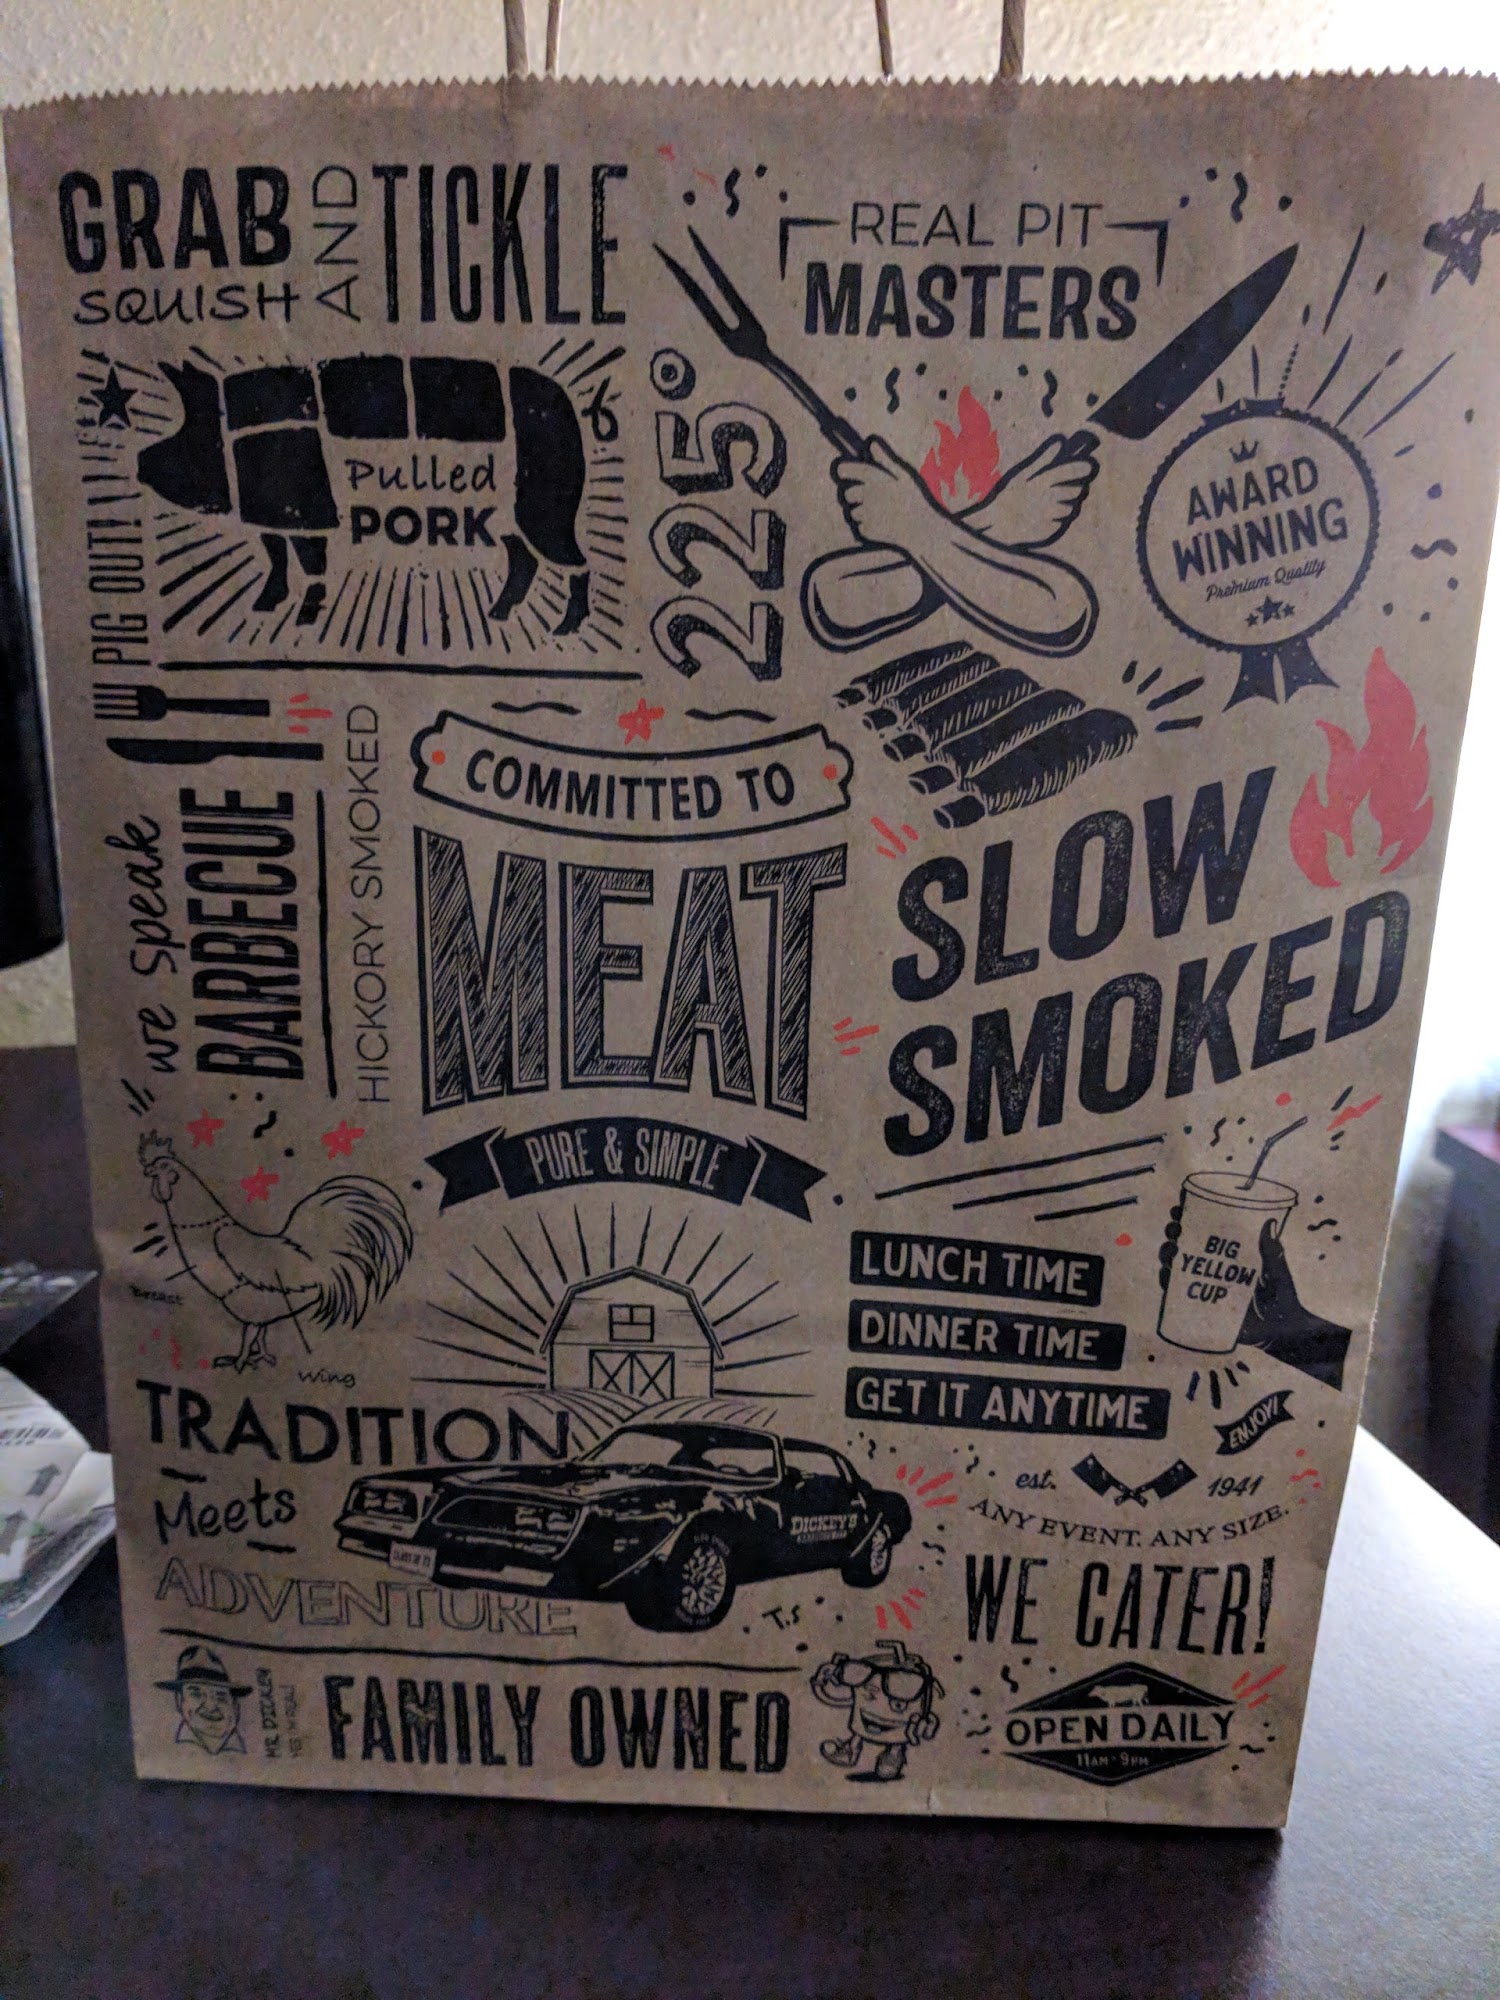 GRAB
SQUISH
AND
TICKLE
REAL PIT
MASTERS
PIG OUT!
Pulled
PORK
225°
AWARD
WINNING
Premium Quality
we Speak
BARBECUE
HICKORY SMOKED
COMMITTED TO
MEAT
PURE & SIMPLE
SLOW
SMOKED
Breast
Wing
LUNCH TIME
DINNER TIME
GET IT ANYTIME
BIG
YELLOW
CUP
ENJOY!
TRADITION
Meets
ADVENTURE
DICKEY'S
T.S
est. 1941
ANY EVENT. ANY SIZE.
WE CATER!
MR DICKEY
FAMILY OWNED
OPEN DAILY
11AM-9PM